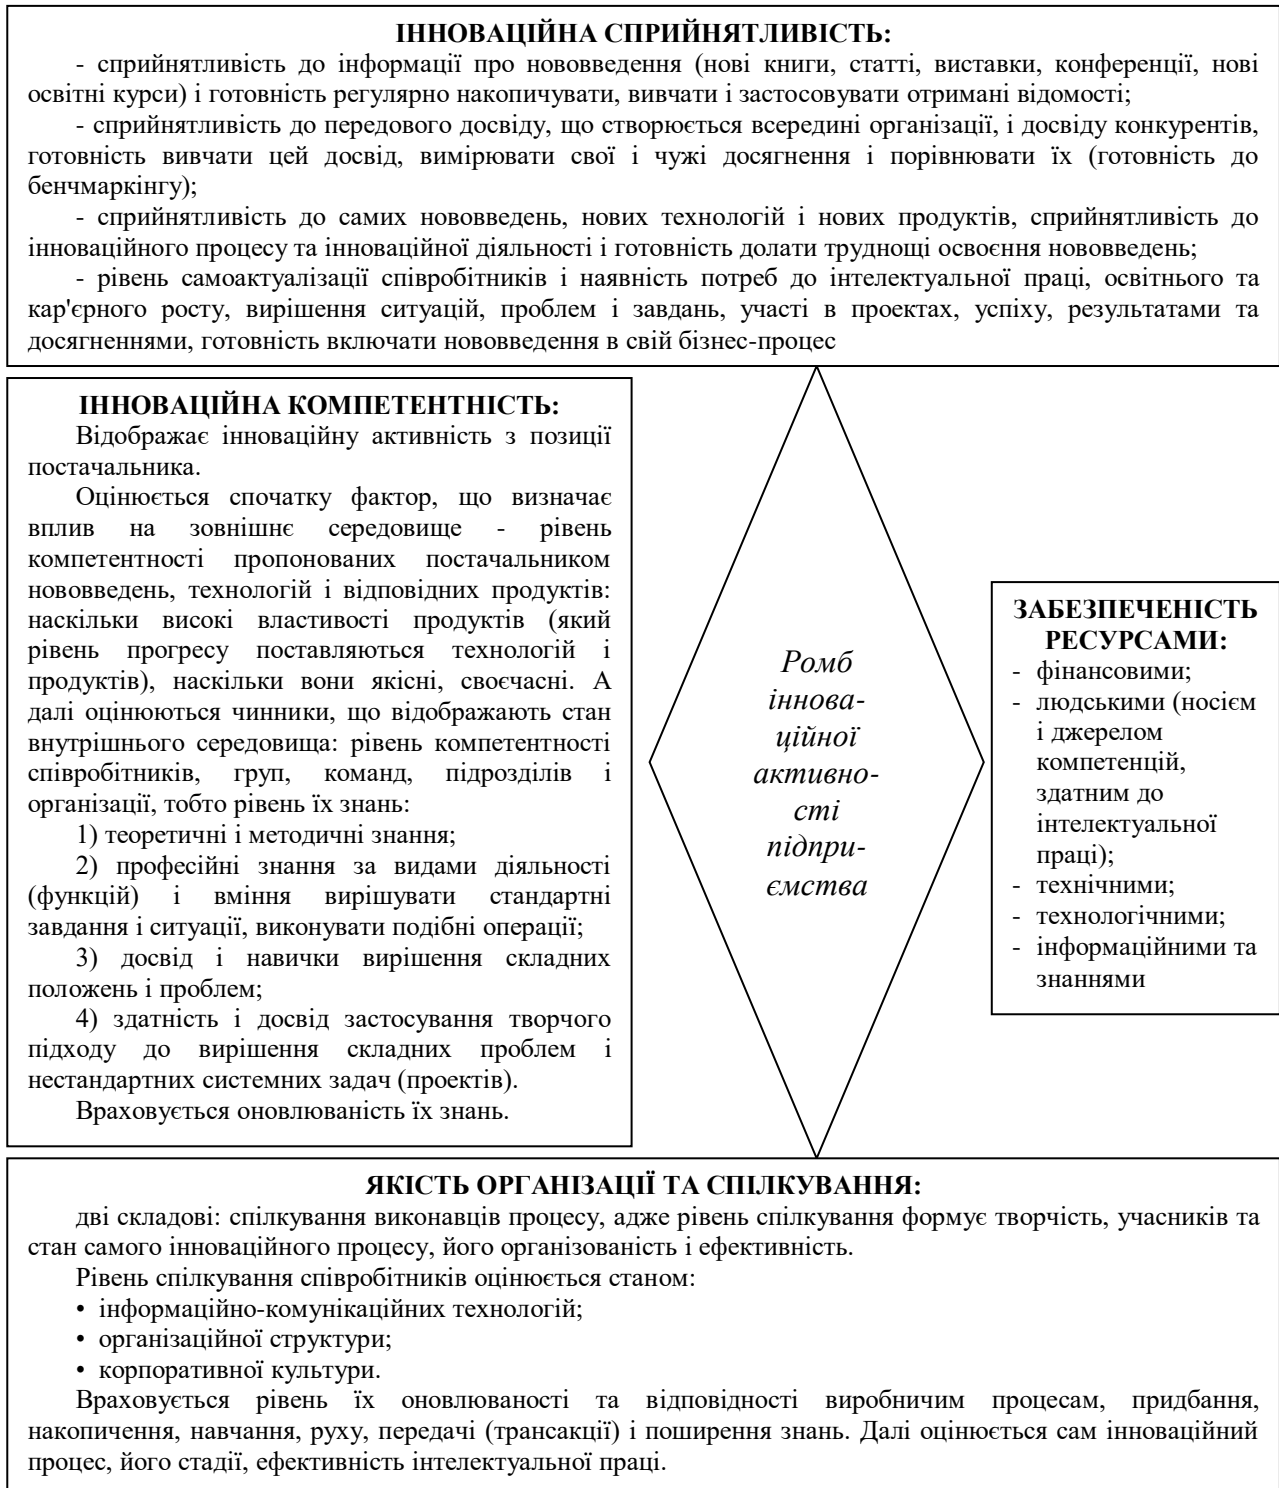 ІННОВАЦІЙНА СПРИЙНЯТЛИВІСТЬ:
- сприйнятливість до інформації про нововведення (нові книги, статті, виставки, конференції, нові
освітні курси) і готовність регулярно накопичувати, вивчати і застосовувати отримані відомості;
- сприйнятливість до передового досвіду, що створюється всередині організації, і досвіду конкурентів,
готовність вивчати цей досвід, вимірювати свої і чужі досягнення і порівнювати їх (готовність до
бенчмаркінгу);
- сприйнятливість до самих нововведень, нових технологій і нових продуктів, сприйнятливість до
інноваційного процесу та інноваційної діяльності і готовність долати труднощі освоєння нововведень;
- рівень самоактуалізації співробітників і наявність потреб до інтелектуальної праці, освітнього та
кар'єрного росту, вирішення ситуацій, проблем і завдань, участі в проектах, успіху, результатами та
досягненнями, готовність включати нововведення в свій бізнес-процес
ІННОВАЦІЙНА КОМПЕТЕНТНІСТЬ:
Відображає інноваційну активність з позиції
постачальника.
Оцінюється спочатку фактор, що визначає
вплив на зовнішнє середовище - рівень
компетентності пропонованих постачальником
нововведень, технологій і відповідних продуктів:
наскільки високі властивості продуктів (який
рівень прогресу поставляються технологій і
продуктів), наскільки вони якісні, своєчасні. А
далі оцінюються чинники, що відображають стан
внутрішнього середовища: рівень компетентності
співробітників, груп, команд, підрозділів і
організації, тобто рівень їх знань:
1) теоретичні і методичні знання;
2) професійні знання за видами діяльності
(функцій) і вміння вирішувати стандартні
завдання і ситуації, виконувати подібні операції;
3) досвід і навички вирішення складних
положень і проблем;
4) здатність і досвід застосування творчого
підходу до вирішення складних проблем і
нестандартних системних задач (проектів).
Враховується оновлюваність їх знань.
Ромб
іннова-
ційної
активно-
сті
підпри-
ємства
ЗАБЕЗПЕЧЕНІСТЬ
РЕСУРСАМИ:
- фінансовими;
- людськими (носієм
і джерелом
компетенцій,
здатним до
інтелектуальної
праці);
- технічними;
- технологічними;
- інформаційними та
знаннями
ЯКІСТЬ ОРГАНІЗАЦІЇ ТА СПІЛКУВАННЯ:
дві складові: спілкування виконавців процесу, адже рівень спілкування формує творчість, учасників та
стан самого інноваційного процесу, його організованість і ефективність.
Рівень спілкування співробітників оцінюється станом:
• інформаційно-комунікаційних технологій;
• організаційної структури;
• корпоративної культури.
Враховується рівень їх оновлюваності та відповідності виробничим процесам, придбання,
накопичення, навчання, руху, передачі (трансакції) і поширення знань. Далі оцінюється сам інноваційний
процес, його стадії, ефективність інтелектуальної праці.